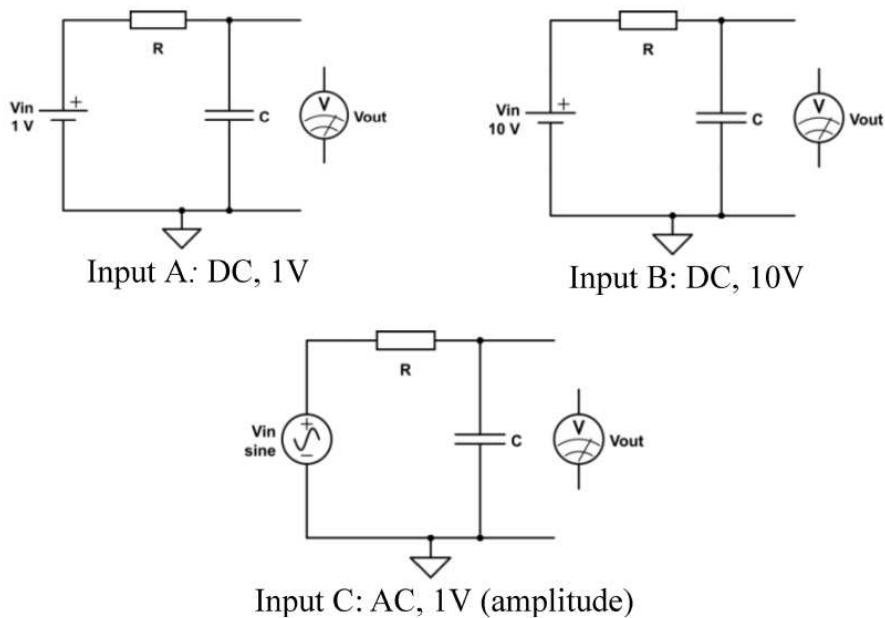 R
Vin
1 V
+
C
V
Vout
Input A: DC, 1V
R
Vin
10 V
+
C
V
Vout
Input B: DC, 10V
R
Vin
sine
+
−
C
V
Vout
Input C: AC, 1V (amplitude)